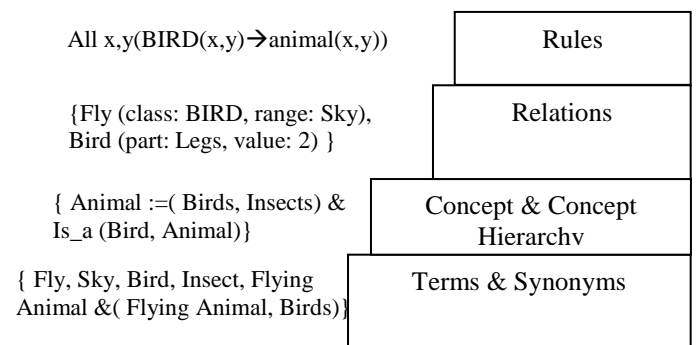 All x,y(BIRD(x,y)→animal(x,y))
Rules
{Fly (class: BIRD, range: Sky),
Bird (part: Legs, value: 2) }
Relations
{ Animal :=( Birds, Insects) &
Is_a (Bird, Animal)}
Concept & Concept
Hierarchy
{ Fly, Sky, Bird, Insect, Flying
Animal &( Flying Animal, Birds)}
Terms & Synonyms